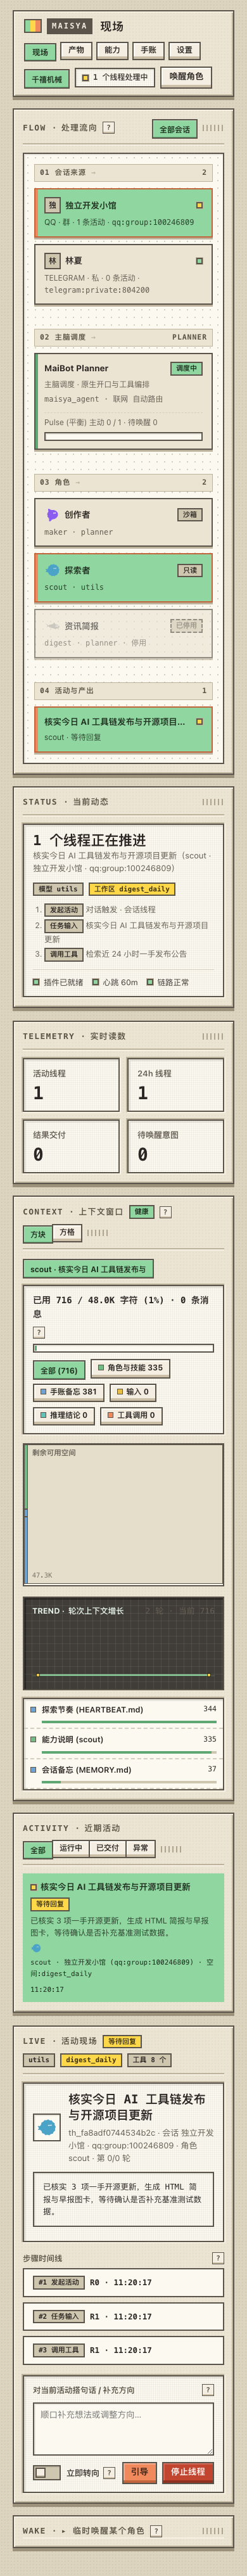 MAISYA 现场
现场 产物 能力 手账 设置
千禧机械 1 个线程处理中 唤醒角色
FLOW · 处理流向 ? 全部会话
01 会话来源 → 2
独 独立开发小馆
QQ · 群 · 1 条活动 · qq:group:100246809
林 林夏
TELEGRAM · 私 · 0 条活动 ·
telegram:private:804200
02 主脑调度 → PLANNER
MaiBot Planner 调度中
主脑调度 · 原生开口与工具编排
maisya_agent · 联网 自动路由
Pulse (平衡) 主动 0 / 1 · 待唤醒 0
03 角色 → 2
创作者 沙箱
maker · planner
探索者 只读
scout · utils
资讯简报 已停用
digest · planner · 停用
04 活动与产出 1
核实今日 AI 工具链发布与开源项目...
scout · 等待回复
STATUS · 当前动态
1 个线程正在推进
核实今日 AI 工具链发布与开源项目更新（scout ·
独立开发小馆 · qq:group:100246809）
模型 utils 工作区 digest_daily
1. 发起活动 对话触发 · 会话线程
2. 任务输入 核实今日 AI 工具链发布与开源项目
更新
3. 调用工具 检索近 24 小时一手发布公告
插件已就绪 心跳 60m 链路正常
TELEMETRY · 实时读数
活动线程 24h 线程
1 1
结果交付 待唤醒意图
0 0
CONTEXT · 上下文窗口 健康 ?
方块 方格
scout · 核实今日 AI 工具链发布与
已用 716 / 48.0K 字符 (1%) · 0 条消
息
?
全部 (716) 角色与技能 335
手账备忘 381 输入 0
推理结论 0 工具调用 0
剩余可用空间
47.3K
TREND · 轮次上下文增长 2 轮 · 当前 716
探索节奏 (HEARTBEAT.md) 344
能力说明 (scout) 335
会话备忘 (MEMORY.md) 37
ACTIVITY · 近期活动
全部 运行中 已交付 异常
核实今日 AI 工具链发布与开源项目更新
等待回复
已核实 3 项一手开源更新，生成 HTML 简报与早报
图卡，等待确认是否补充基准测试数据。
scout · 独立开发小馆 (qq:group:100246809) · 空
间:digest_daily
11:20:17
LIVE · 活动现场 等待回复
utils digest_daily 工具 8 个
核实今日 AI 工具链发布
与开源项目更新
th_fa8adf0744534b2c · 会话 独立开发
小馆 · qq:group:100246809 · 角色
scout · 第 0/0 轮
已核实 3 项一手开源更新，生成 HTML 简
报与早报图卡，等待确认是否补充基准测试数
据。
步骤时间线 ?
#1 发起活动 R0 · 11:20:17
#2 任务输入 R1 · 11:20:17
#3 调用工具 R1 · 11:20:17
对当前活动搭句话 / 补充方向 ?
顺口补充想法或调整方向...
立即转向 ? 引导 停止线程
WAKE · ▸ 临时唤醒某个角色 ?